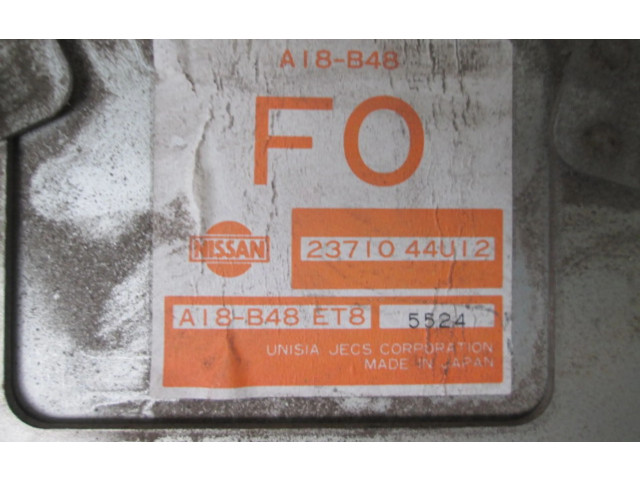 A18-B48
FO
NISSAN
23710 44U12
A18-B48 ET8
5524
UNISIA JECS CORPORATION
MADE IN JAPAN